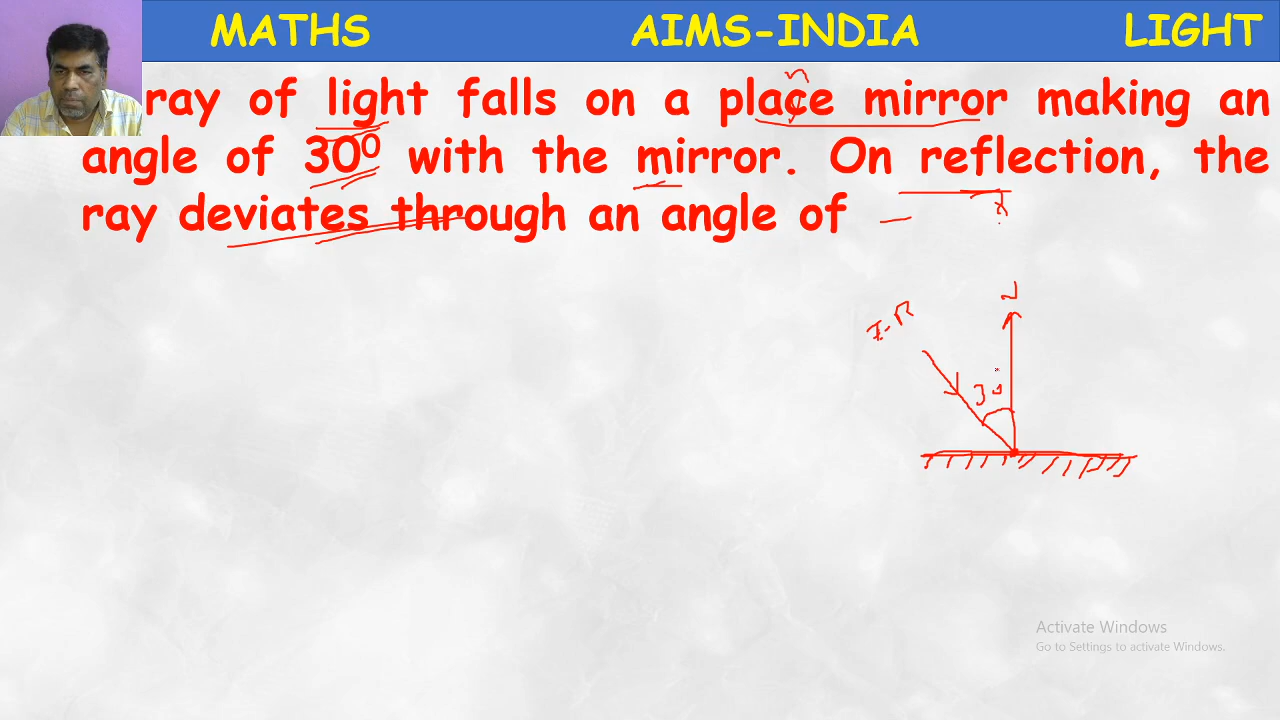 MATHS AIMS-INDIA LIGHT
ray of light falls on a place mirror making an
n
angle of 30⁰ with the mirror. On reflection, the
ray deviates through an angle of
N
I-R
30
Activate Windows
Go to Settings to activate Windows.